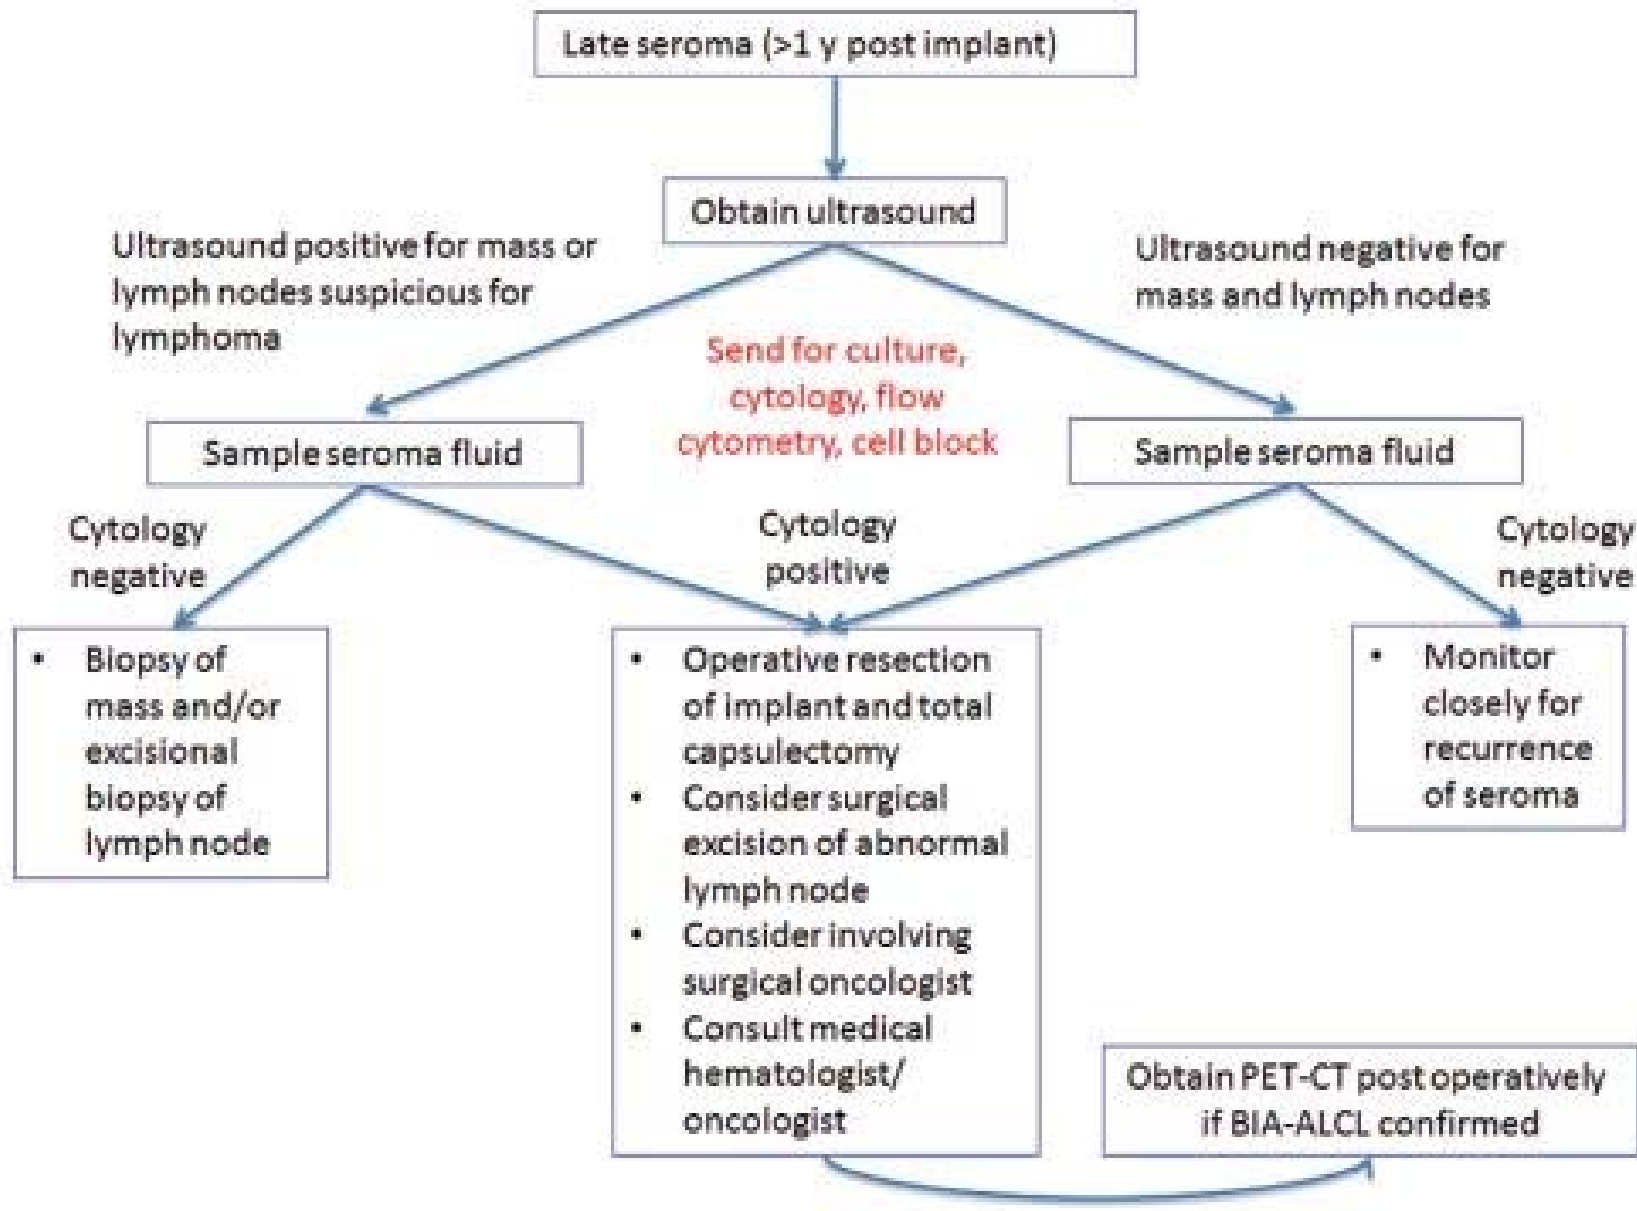 Late seroma (>1 y post implant)
Obtain ultrasound
Ultrasound positive for mass or
lymph nodes suspicious for
lymphoma
Ultrasound negative for
mass and lymph nodes
Send for culture,
cytology, flow
cytometry, cell block
Sample seroma fluid
Sample seroma fluid
Cytology
negative
Cytology
positive
Cytology
negative
• Biopsy of
mass and/or
excisional
biopsy of
lymph node
• Operative resection
of implant and total
capsulectomy
• Consider surgical
excision of abnormal
lymph node
• Consider involving
surgical oncologist
• Consult medical
hematologist/
oncologist
• Monitor
closely for
recurrence
of seroma
Obtain PET-CT post operatively
if BIA-ALCL confirmed